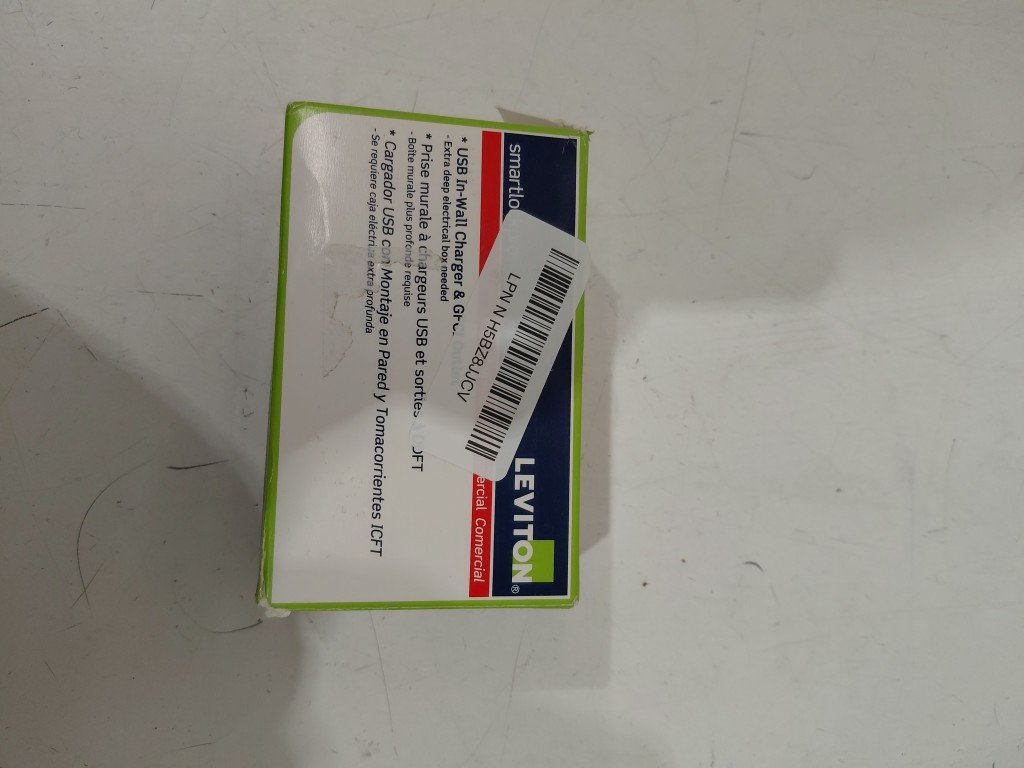 smartlo
LEVITON®
ercial Comercial
LPN N H5BZ8JJCV
* USB In-Wall Charger &
- Extra deep electrical box needed
* Prise murale à chargeurs USB et sorties
- Boîte murale plus profonde requise
* Cargador USB con Montaje en Pared y Tomacorrientes ICFT
- Se requiere caja eléctrica extra profunda